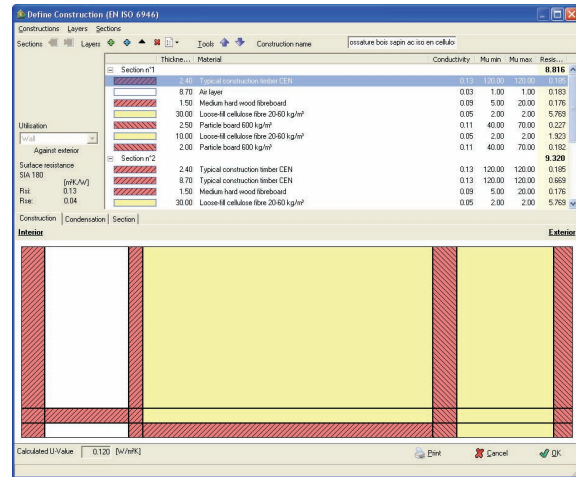 Define Construction (EN ISO 6946)
Constructions Layers Sections
Sections Layers Tools Construction name ossature bois sapin ac iso en cellulo
Thickne... Material Conductivity Mu min Mu max Resis...
Section n°1 8.816
2.40 Typical construction timber CEN 0.13 120.00 120.00 0.185
8.70 Air layer 0.03 1.00 1.00 0.183
1.50 Medium hard wood fibreboard 0.09 5.00 20.00 0.176
30.00 Loose-fill cellulose fibre 20-60 kg/m³ 0.05 2.00 2.00 5.769
2.50 Particle board 600 kg/m³ 0.11 40.00 70.00 0.227
10.00 Loose-fill cellulose fibre 20-60 kg/m³ 0.05 2.00 2.00 1.923
2.00 Particle board 600 kg/m³ 0.11 40.00 70.00 0.182
Section n°2 9.320
2.40 Typical construction timber CEN 0.13 120.00 120.00 0.185
8.70 Typical construction timber CEN 0.13 120.00 120.00 0.669
1.50 Medium hard wood fibreboard 0.09 5.00 20.00 0.176
30.00 Loose-fill cellulose fibre 20-60 kg/m³ 0.05 2.00 2.00 5.769
Utilisation
Wall
Against exterior
Surface resistance
SIA 180
[m²K/W]
Rsi: 0.13
Rse: 0.04
Construction Condensation Section
Interior Exterior
Calculated U-Value 0.120 [W/m²K] Print Cancel OK